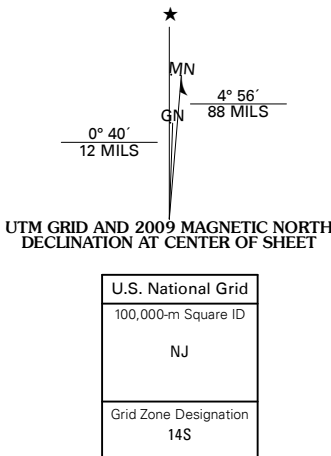 ★
MN
GN
4° 56´
88 MILS
0° 40´
12 MILS
UTM GRID AND 2009 MAGNETIC NORTH
DECLINATION AT CENTER OF SHEET
U.S. National Grid
100,000-m Square ID
NJ
Grid Zone Designation
14S